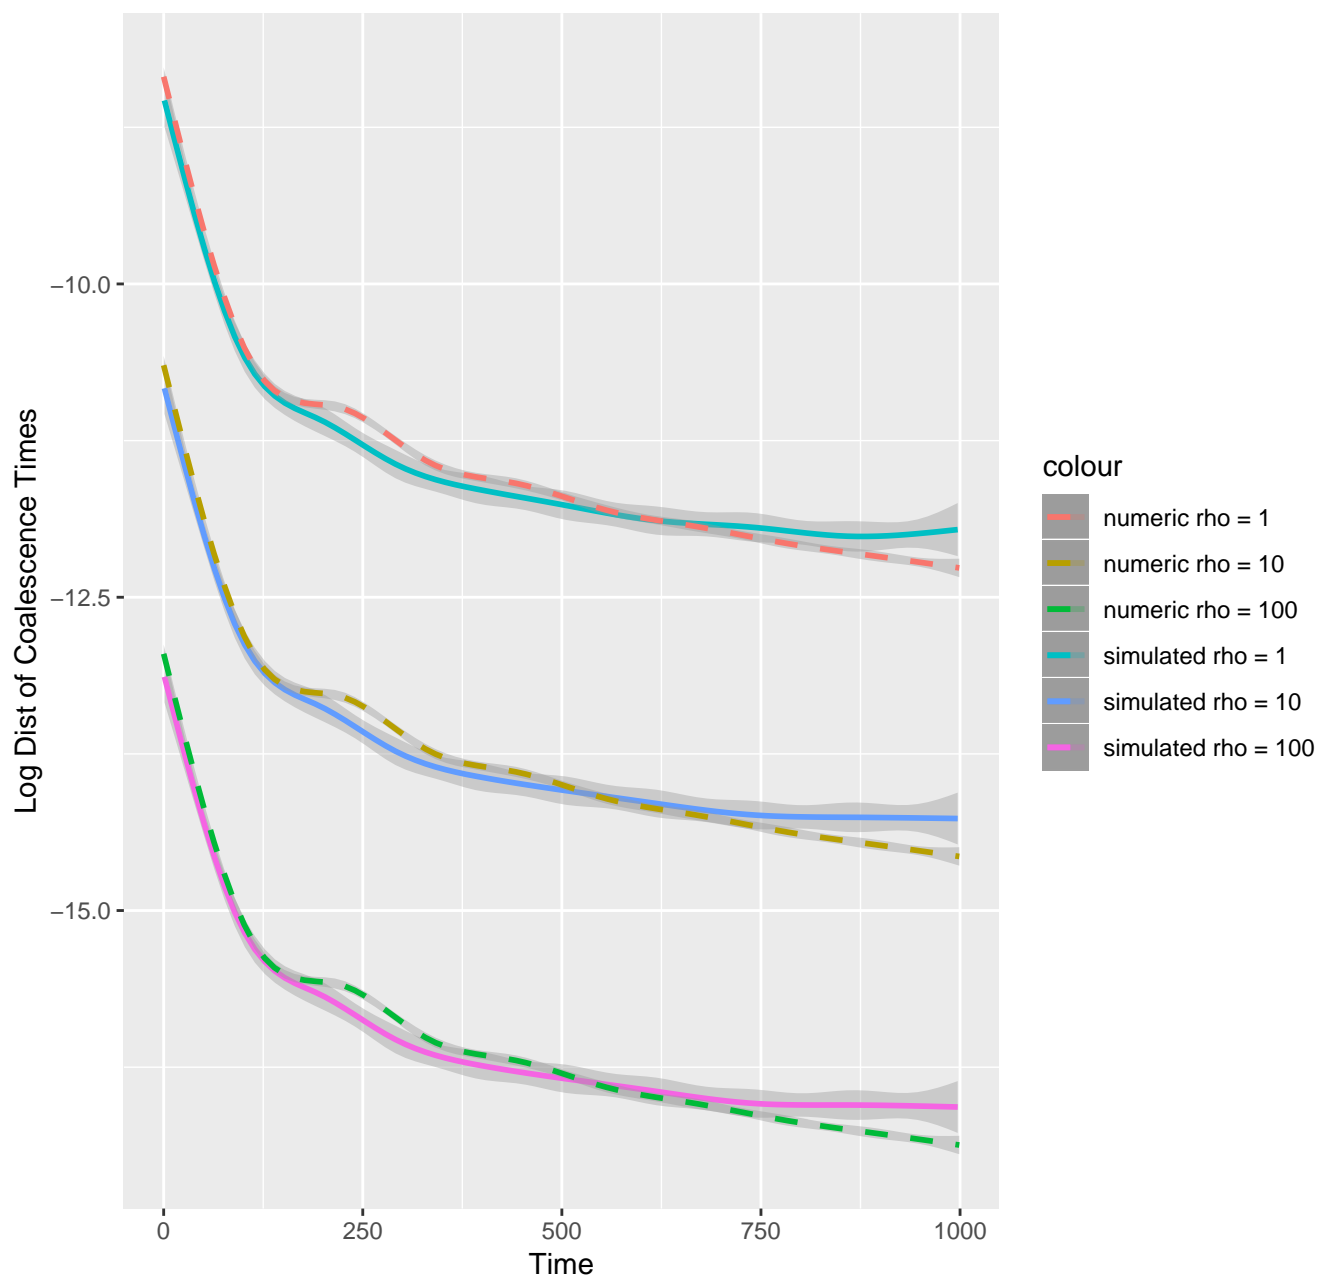 Log Dist of Coalescence Times
−10.0
−12.5
−15.0
0
250
500
750
1000
Time
colour
numeric rho = 1
numeric rho = 10
numeric rho = 100
simulated rho = 1
simulated rho = 10
simulated rho = 100